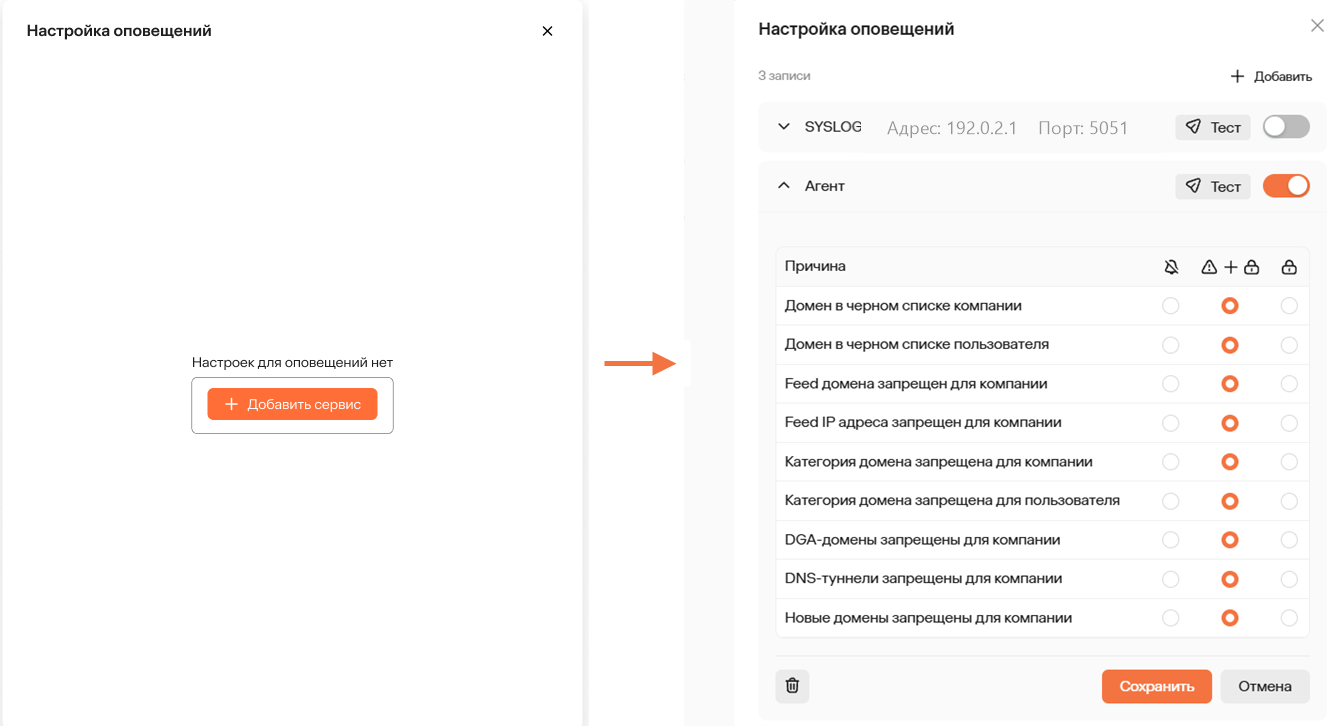 Настройка оповещений
Настроек для оповещений нет
Добавить сервис
Настройка оповещений
3 записи
Добавить
SYSLOG Адрес: 192.0.2.1 Порт: 5051 Тест
Агент Тест
Причина
Домен в черном списке компании
Домен в черном списке пользователя
Feed домена запрещен для компании
Feed IP адреса запрещен для компании
Категория домена запрещена для компании
Категория домена запрещена для пользователя
DGA-домены запрещены для компании
DNS-туннели запрещены для компании
Новые домены запрещены для компании
Сохранить Отмена